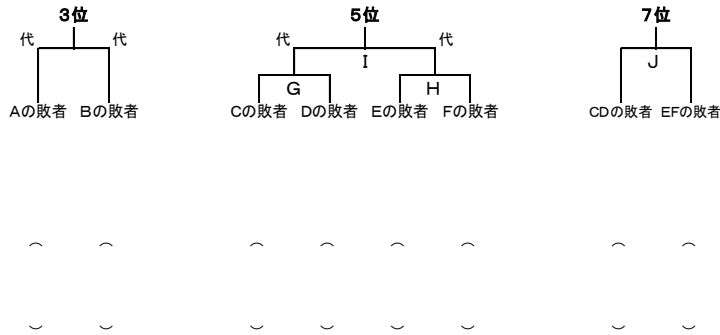 3位 5位 7位
代 代 代 代
I J
G H
Aの敗者 Bの敗者 Cの敗者 Dの敗者 Eの敗者 Fの敗者 CDの敗者 EFの敗者
⌒ ⌒ ⌒ ⌒ ⌒ ⌒ ⌒ ⌒
⌣ ⌣ ⌣ ⌣ ⌣ ⌣ ⌣ ⌣